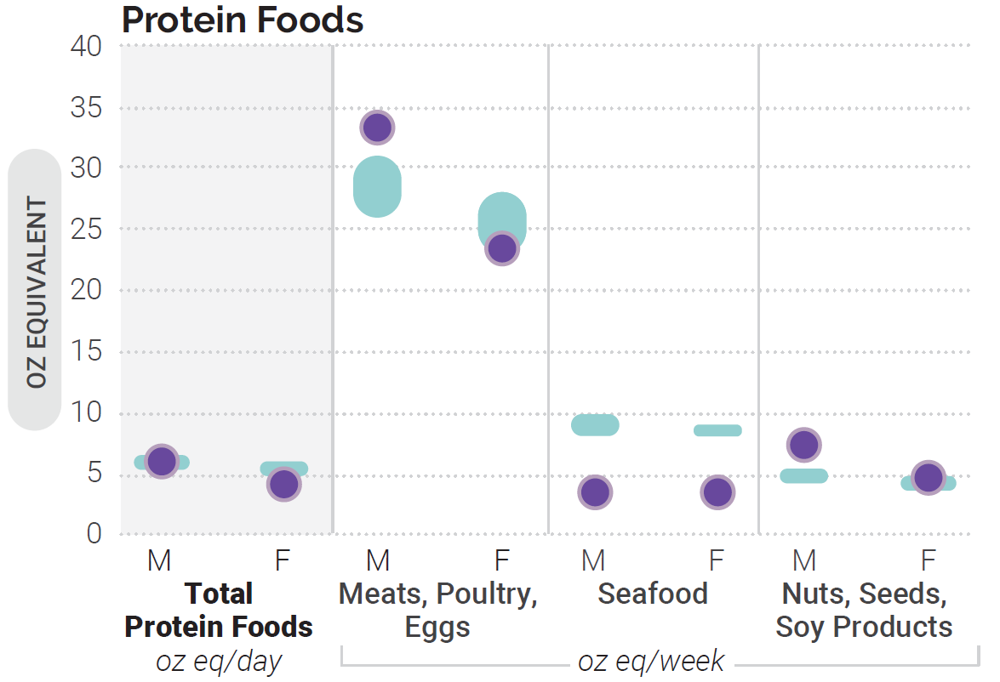 Protein Foods
40
35
30
25
20
15
10
5
0
OZ EQUIVALENT
M F M F M F M F
Total
Protein Foods
oz eq/day
Meats, Poultry,
Eggs
Seafood
Nuts, Seeds,
Soy Products
oz eq/week